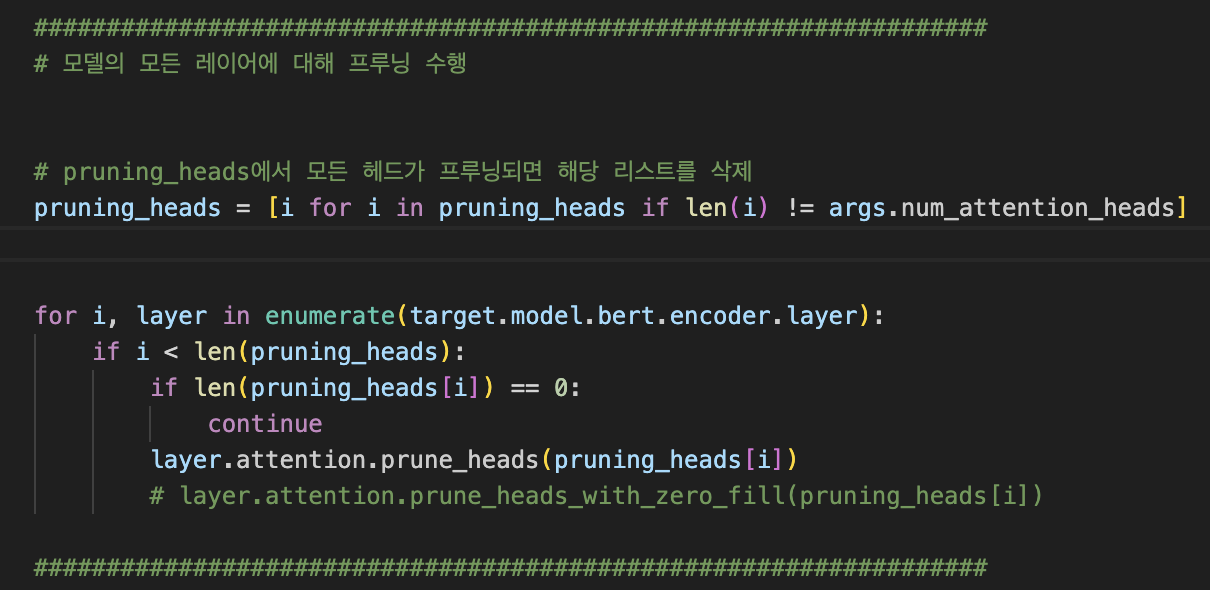 ##################################################################
# 모델의 모든 레이어에 대해 프루닝 수행
# pruning_heads에서 모든 헤드가 프루닝되면 해당 리스트를 삭제
pruning_heads = [i for i in pruning_heads if len(i) != args.num_attention_heads]
for i, layer in enumerate(target.model.bert.encoder.layer):
    if i < len(pruning_heads):
        if len(pruning_heads[i]) == 0:
            continue
        layer.attention.prune_heads(pruning_heads[i])
        # layer.attention.prune_heads_with_zero_fill(pruning_heads[i])
##################################################################